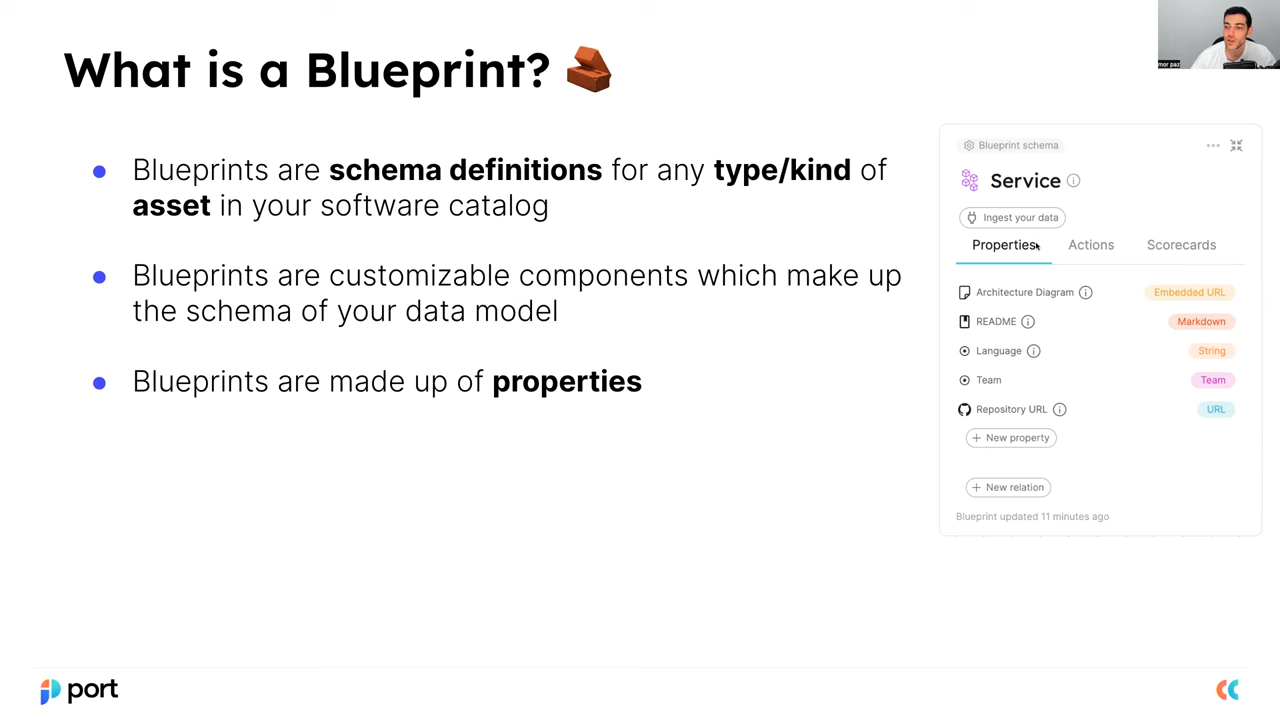 What is a Blueprint?
mor paz
Blueprints are schema definitions for any type/kind of
asset in your software catalog
Blueprints are customizable components which make up
the schema of your data model
Blueprints are made up of properties
Blueprint schema
Service
Ingest your data
Properties Actions Scorecards
Architecture Diagram Embedded URL
README Markdown
Language String
Team Team
Repository URL URL
+ New property
+ New relation
Blueprint updated 11 minutes ago
port